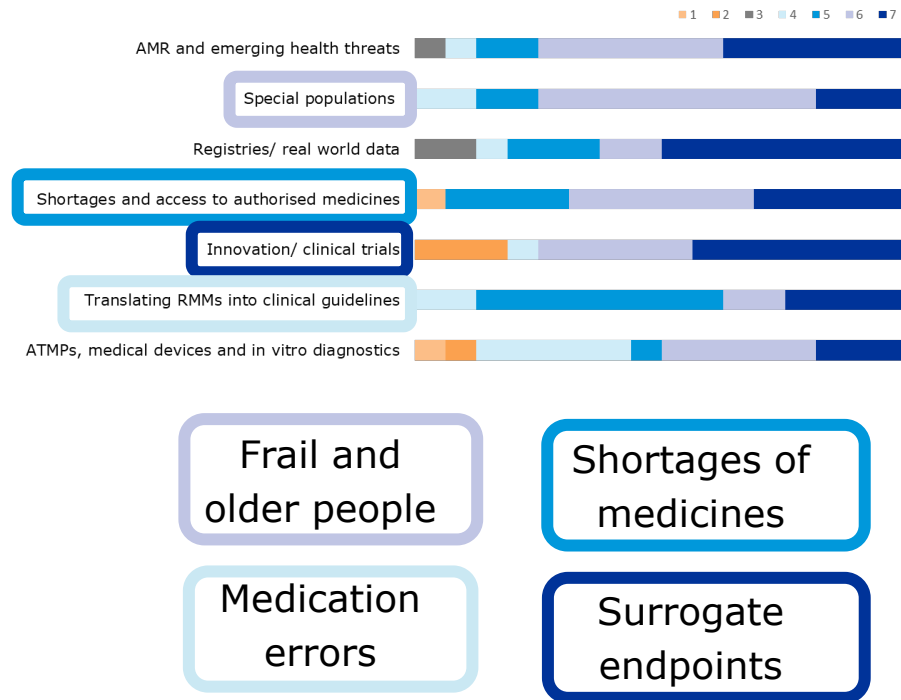 1 2 3 4 5 6 7
AMR and emerging health threats
Special populations
Registries/ real world data
Shortages and access to authorised medicines
Innovation/ clinical trials
Translating RMMs into clinical guidelines
ATMPs, medical devices and in vitro diagnostics
Frail and
older people
Shortages of
medicines
Medication
errors
Surrogate
endpoints